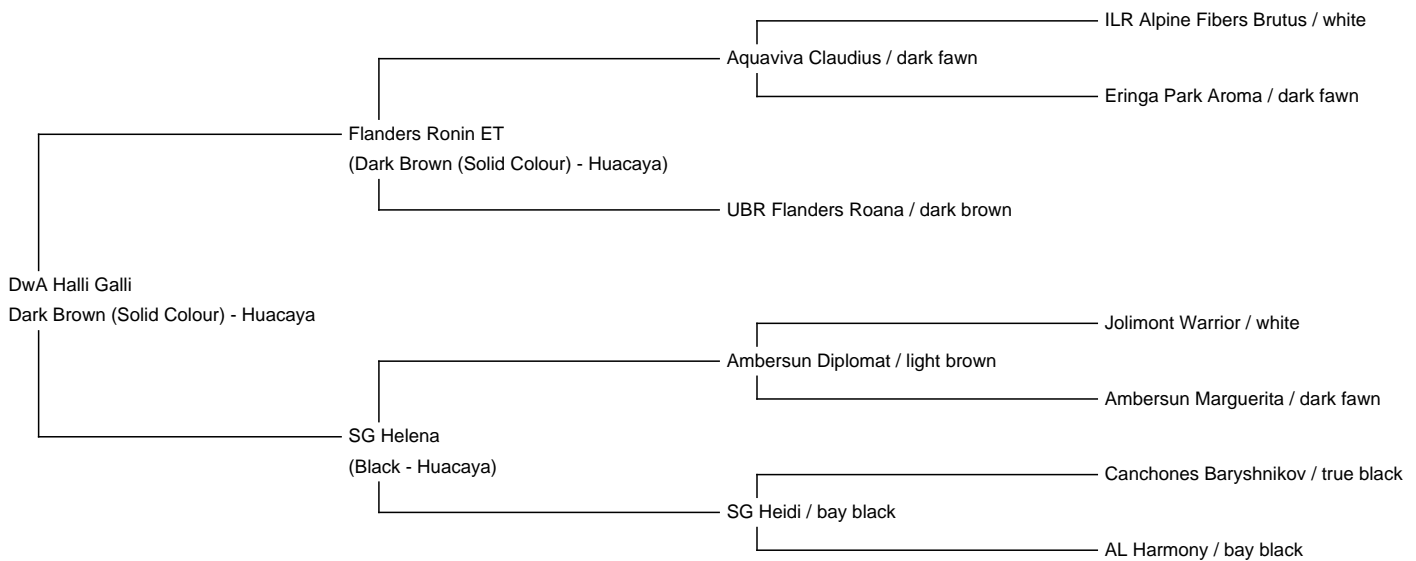 ILR Alpine Fibers Brutus / white
Aquaviva Claudius / dark fawn
Eringa Park Aroma / dark fawn
Flanders Ronin ET
(Dark Brown (Solid Colour) - Huacaya)
UBR Flanders Roana / dark brown
DwA Halli Galli
Dark Brown (Solid Colour) - Huacaya
Jolimont Warrior / white
Ambersun Diplomat / light brown
Ambersun Marguerita / dark fawn
SG Helena
(Black - Huacaya)
Canchones Baryshnikov / true black
SG Heidi / bay black
AL Harmony / bay black